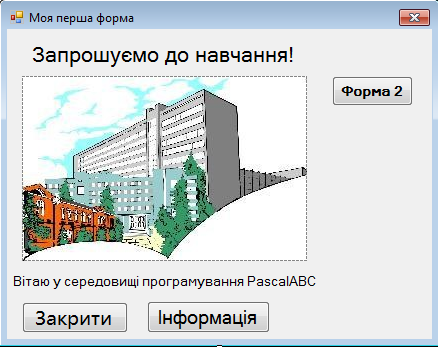 Моя перша форма
Запрошуємо до навчання!
Форма 2
Вітаю у середовищі програмування PascalABC
Закрити
Інформація